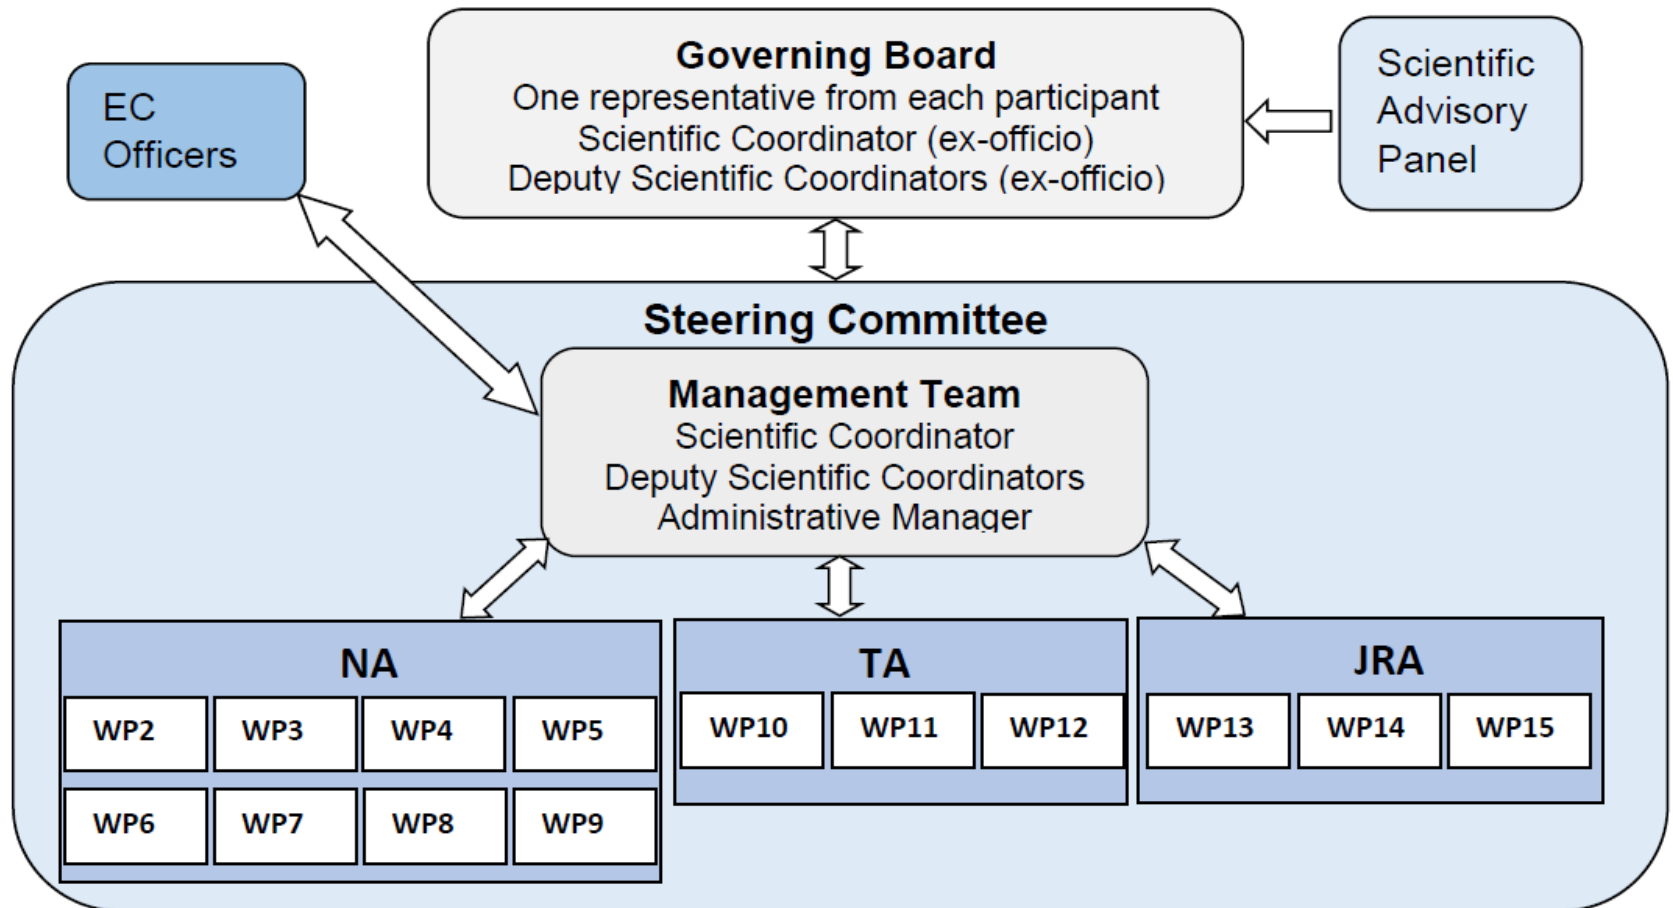 Governing Board
One representative from each participant
Scientific Coordinator (ex-officio)
Deputy Scientific Coordinators (ex-officio)
EC
Officers
Scientific
Advisory
Panel
Steering Committee
Management Team
Scientific Coordinator
Deputy Scientific Coordinators
Administrative Manager
NA
WP2 WP3 WP4 WP5
WP6 WP7 WP8 WP9
TA
WP10 WP11 WP12
JRA
WP13 WP14 WP15